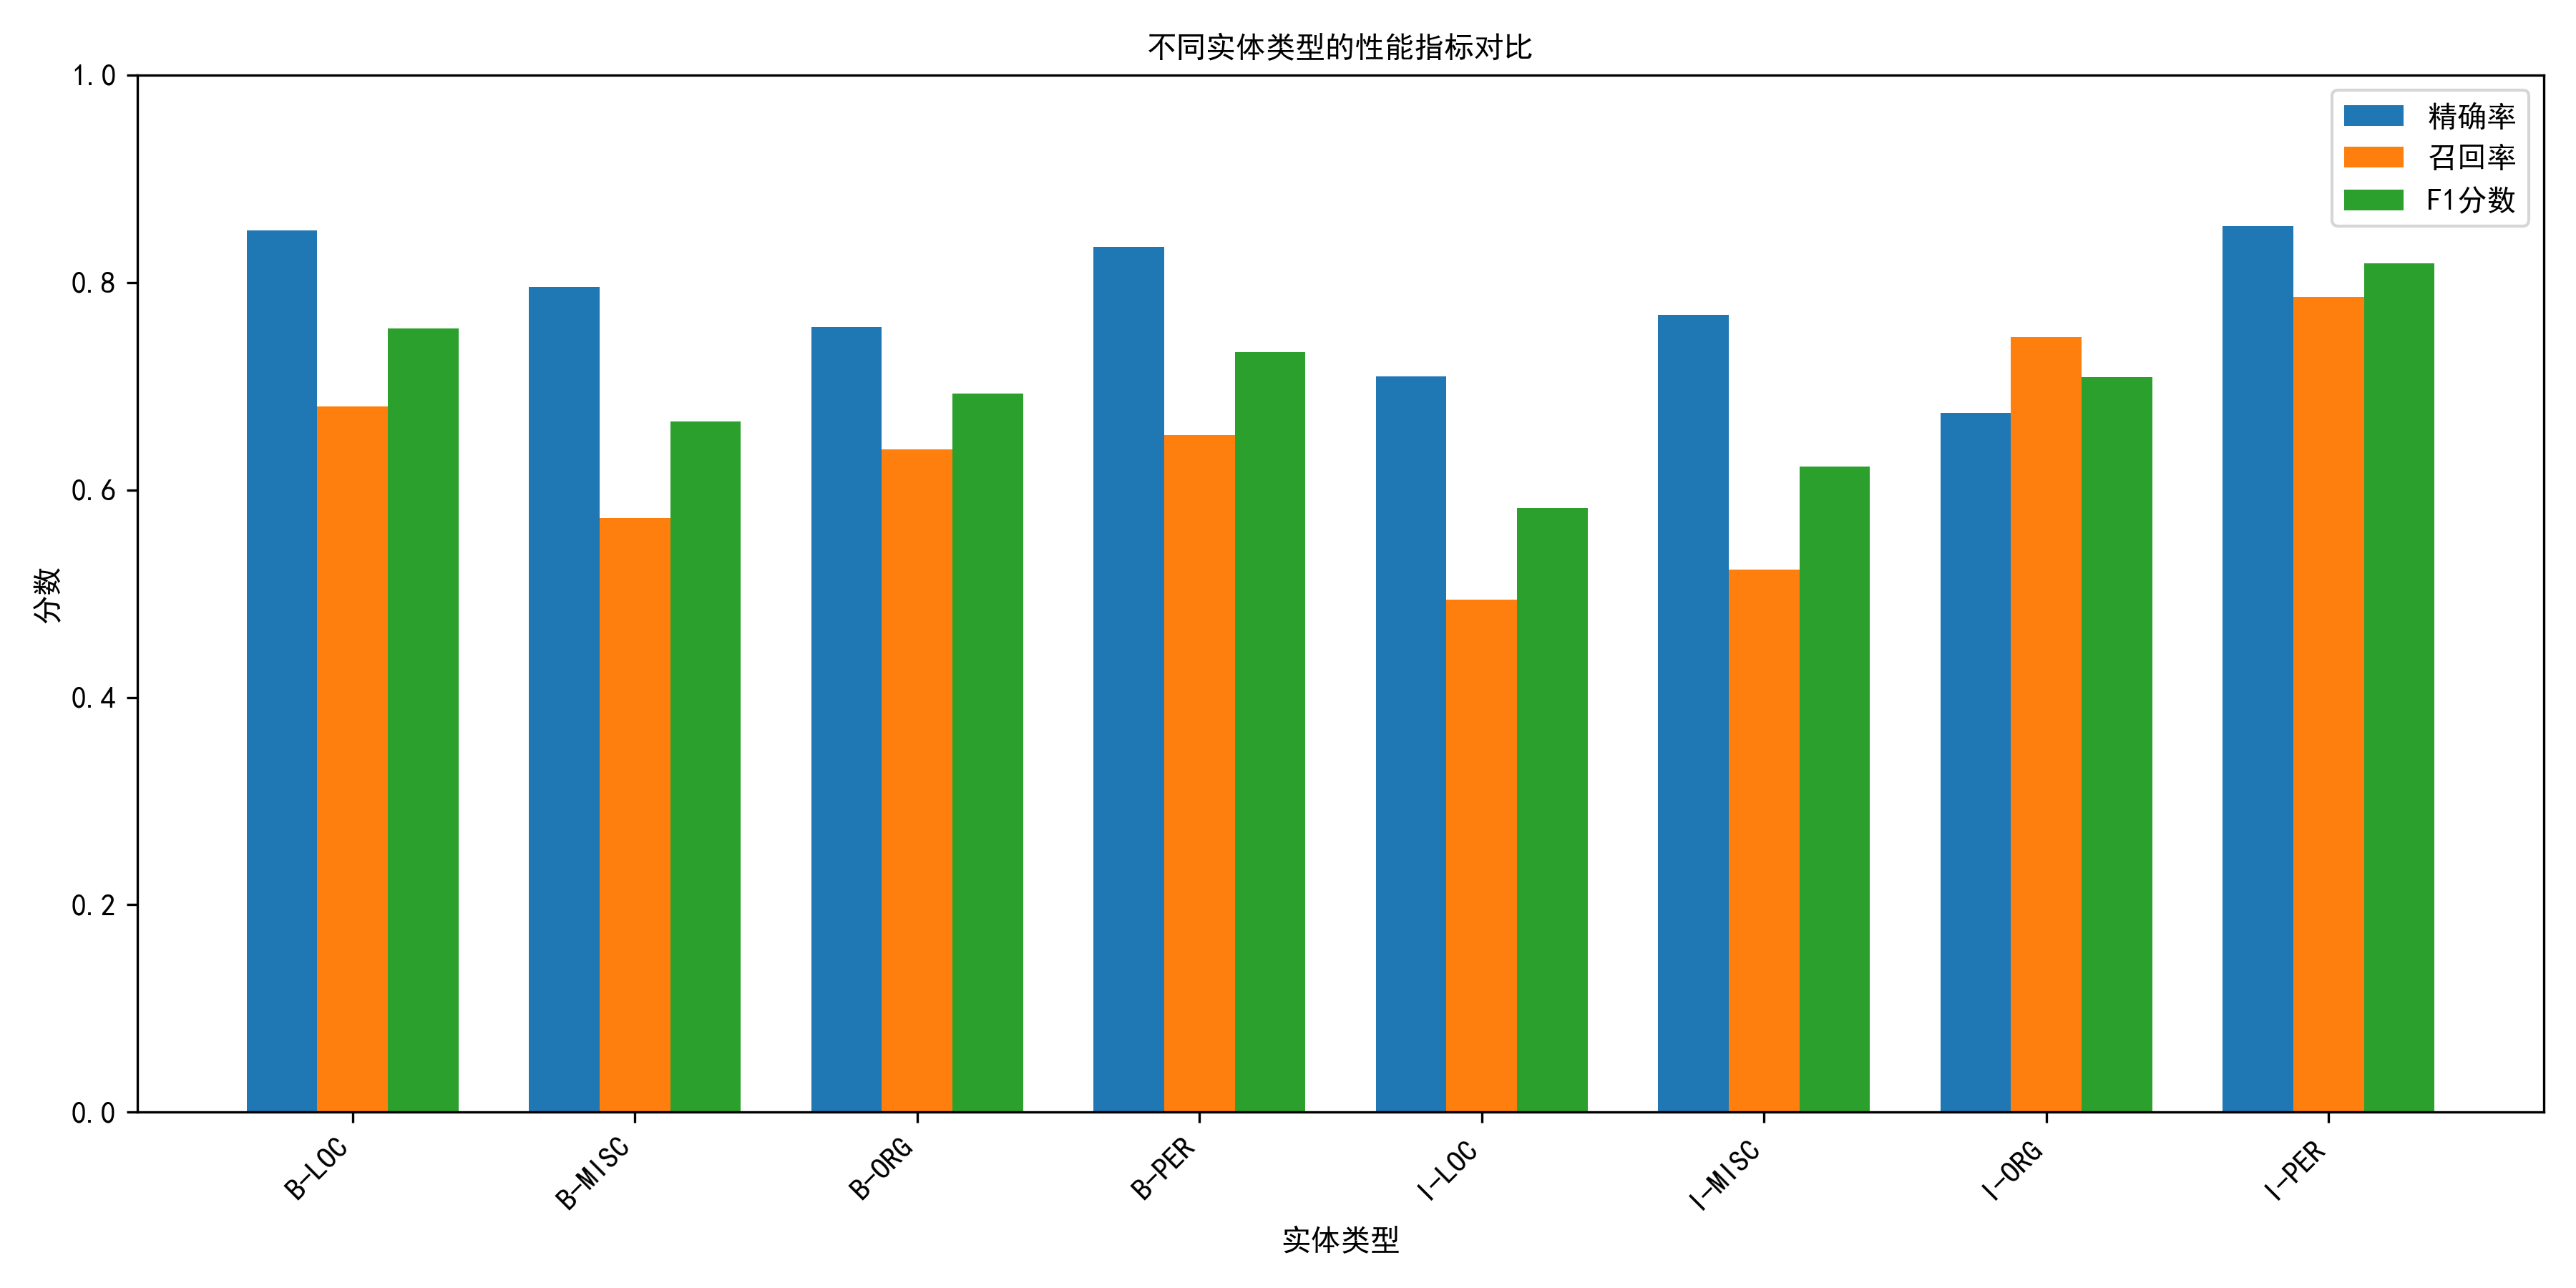 不同实体类型的性能指标对比
1.0
0.8
0.6
0.4
0.2
0.0
分数
精确率
召回率
F1分数
B-LOC
B-MISC
B-ORG
B-PER
I-LOC
I-MISC
I-ORG
I-PER
实体类型